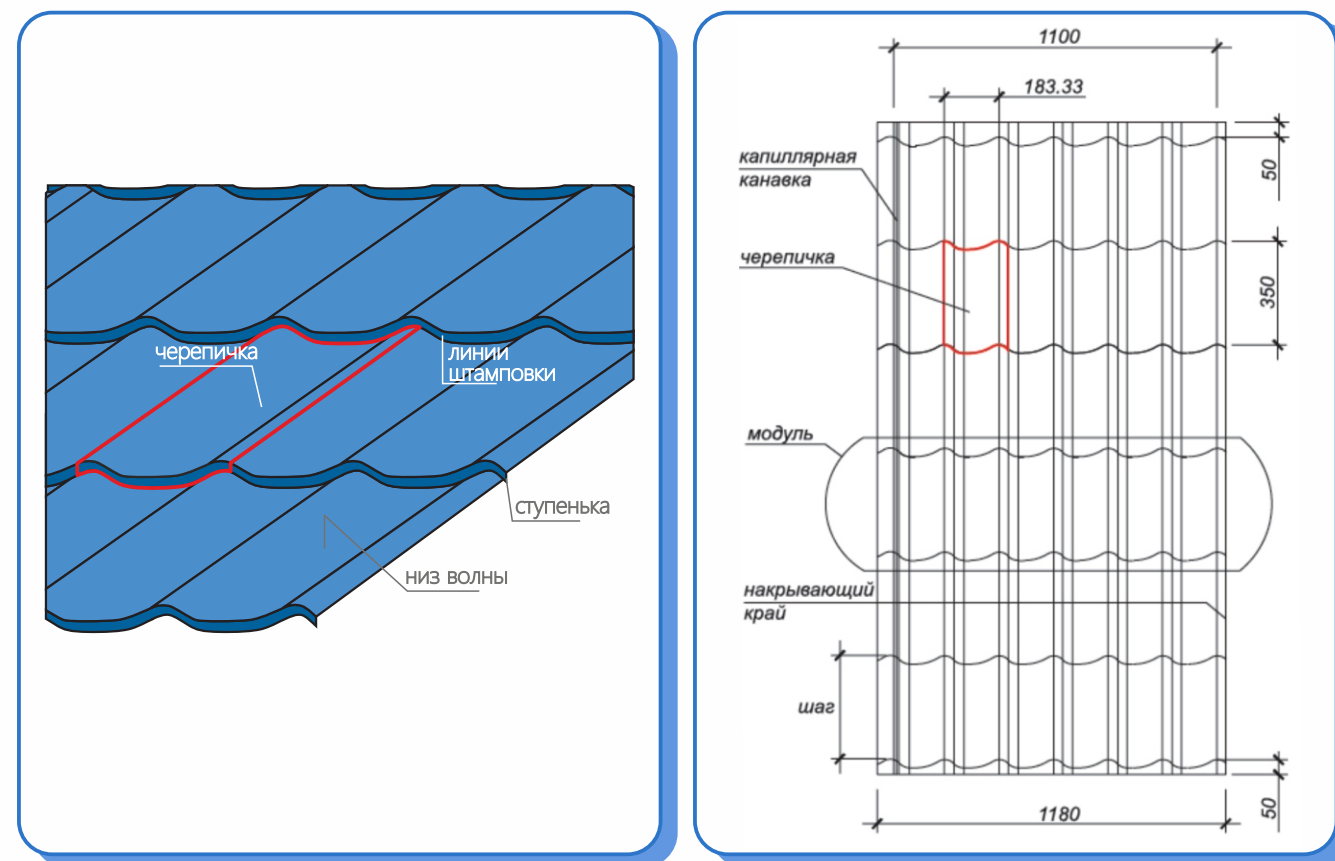 черепичка
линии
штамповки
ступенька
низ волны
1100
183.33
капиллярная
канавка
50
черепичка
350
модуль
накрывающий
край
шаг
50
1180